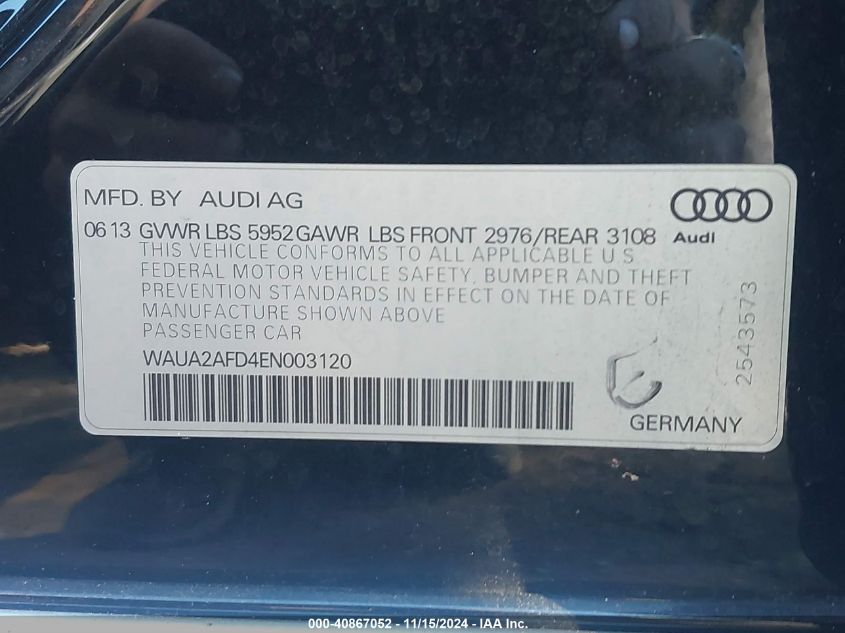 MFD. BY AUDI AG
06 13 GVWR LBS 5952 GAWR LBS FRONT 2976/REAR 3108
Audi
THIS VEHICLE CONFORMS TO ALL APPLICABLE U S
FEDERAL MOTOR VEHICLE SAFETY, BUMPER AND THEFT
PREVENTION STANDARDS IN EFFECT ON THE DATE OF
MANUFACTURE SHOWN ABOVE
PASSENGER CAR
WAUA2AFD4EN003120
2543573
GERMANY
000-40867052 - 11/15/2024 - IAA Inc.